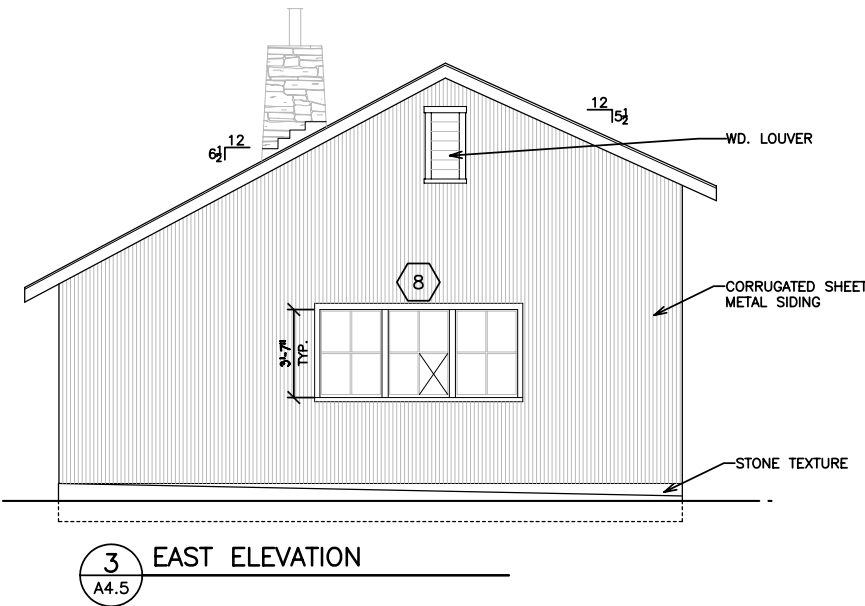 12
5½
12
6½
WD. LOUVER
8
CORRUGATED SHEET
METAL SIDING
3'-7"
TYP.
STONE TEXTURE
3
EAST ELEVATION
A4.5